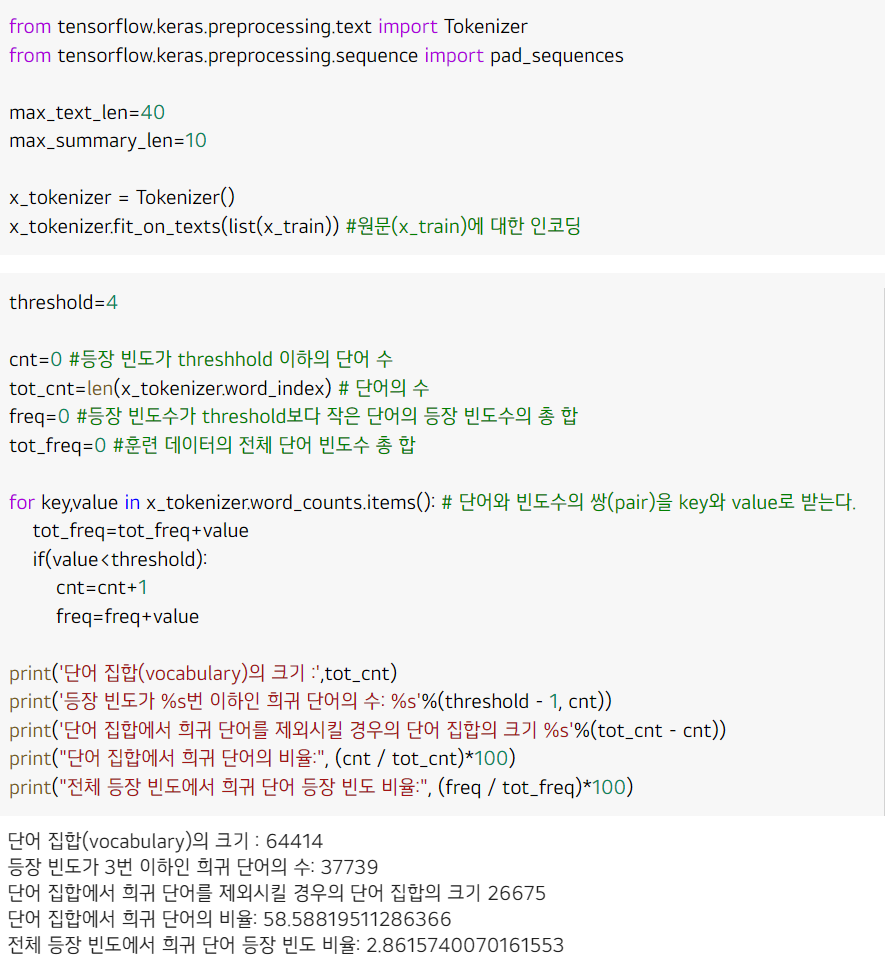 from tensorflow.keras.preprocessing.text import Tokenizer
from tensorflow.keras.preprocessing.sequence import pad_sequences

max_text_len=40
max_summary_len=10

x_tokenizer = Tokenizer()
x_tokenizer.fit_on_texts(list(x_train)) #원문(x_train)에 대한 인코딩

threshold=4

cnt=0 #등장 빈도가 threshhold 이하의 단어 수
tot_cnt=len(x_tokenizer.word_index) # 단어의 수
freq=0 #등장 빈도수가 threshold보다 작은 단어의 등장 빈도수의 총 합
tot_freq=0 #훈련 데이터의 전체 단어 빈도수 총 합

for key,value in x_tokenizer.word_counts.items(): # 단어와 빈도수의 쌍(pair)을 key와 value로 받는다.
    tot_freq=tot_freq+value
    if(value<threshold):
        cnt=cnt+1
        freq=freq+value

print('단어 집합(vocabulary)의 크기 :',tot_cnt)
print('등장 빈도가 %s번 이하인 희귀 단어의 수: %s'%(threshold - 1, cnt))
print('단어 집합에서 희귀 단어를 제외시킬 경우의 단어 집합의 크기 %s'%(tot_cnt - cnt))
print("단어 집합에서 희귀 단어의 비율:", (cnt / tot_cnt)*100)
print("전체 등장 빈도에서 희귀 단어 등장 빈도 비율:", (freq / tot_freq)*100)

단어 집합(vocabulary)의 크기 : 64414
등장 빈도가 3번 이하인 희귀 단어의 수: 37739
단어 집합에서 희귀 단어를 제외시킬 경우의 단어 집합의 크기 26675
단어 집합에서 희귀 단어의 비율: 58.58819511286366
전체 등장 빈도에서 희귀 단어 등장 빈도 비율: 2.8615740070161553